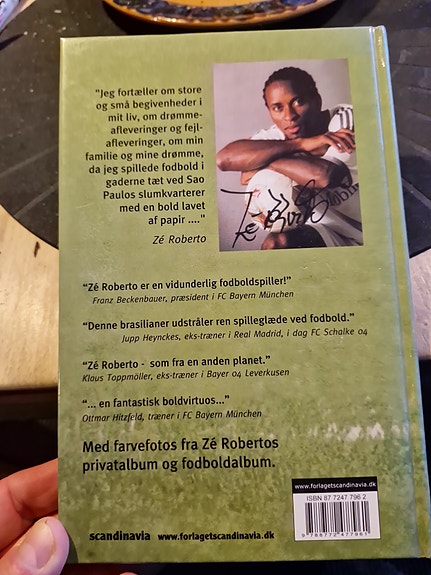 "Jeg fortæller om store
og små begivenheder i
mit liv, om drømme-
afleveringer og fejl-
afleveringer, om min
familie og mine drømme,
da jeg spillede fodbold i
gaderne tæt ved Sao
Paulos slumkvarterer
med en bold lavet
af papir ...."
Zé Roberto
"Zé Roberto er en vidunderlig fodboldspiller!"
Franz Beckenbauer, præsident i FC Bayern München
"Denne brasilianer udstråler ren spilleglæde ved fodbold."
Jupp Heynckes, eks-træner i Real Madrid, i dag FC Schalke 04
"Zé Roberto - som fra en anden planet."
Klaus Toppmöller, eks-træner i Bayer 04 Leverkusen
"... en fantastisk boldvirtuos..."
Ottmar Hitzfeld, træner i FC Bayern München
Med farvefotos fra Zé Robertos
privatalbum og fodboldalbum.
www.forlagetscandinavia.dk
ISBN 87 7247 796 2
9 788772 477961
scandinavia www.forlagetscandinavia.dk